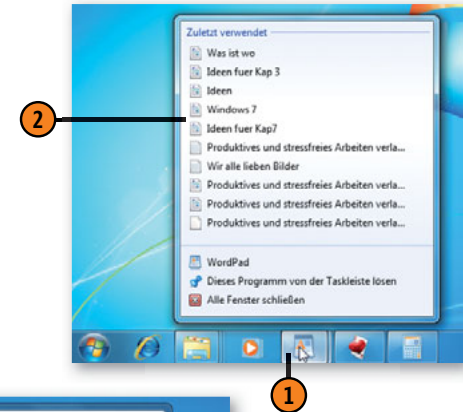 Zuletzt verwendet
Was ist wo
Ideen fuer Kap 3
Ideen
Windows 7
Ideen fuer Kap7
Produktives und stressfreies Arbeiten verla...
Wir alle lieben Bilder
Produktives und stressfreies Arbeiten verla...
Produktives und stressfreies Arbeiten verla...
Produktives und stressfreies Arbeiten verla...
WordPad
Dieses Programm von der Taskleiste lösen
Alle Fenster schließen
2
1